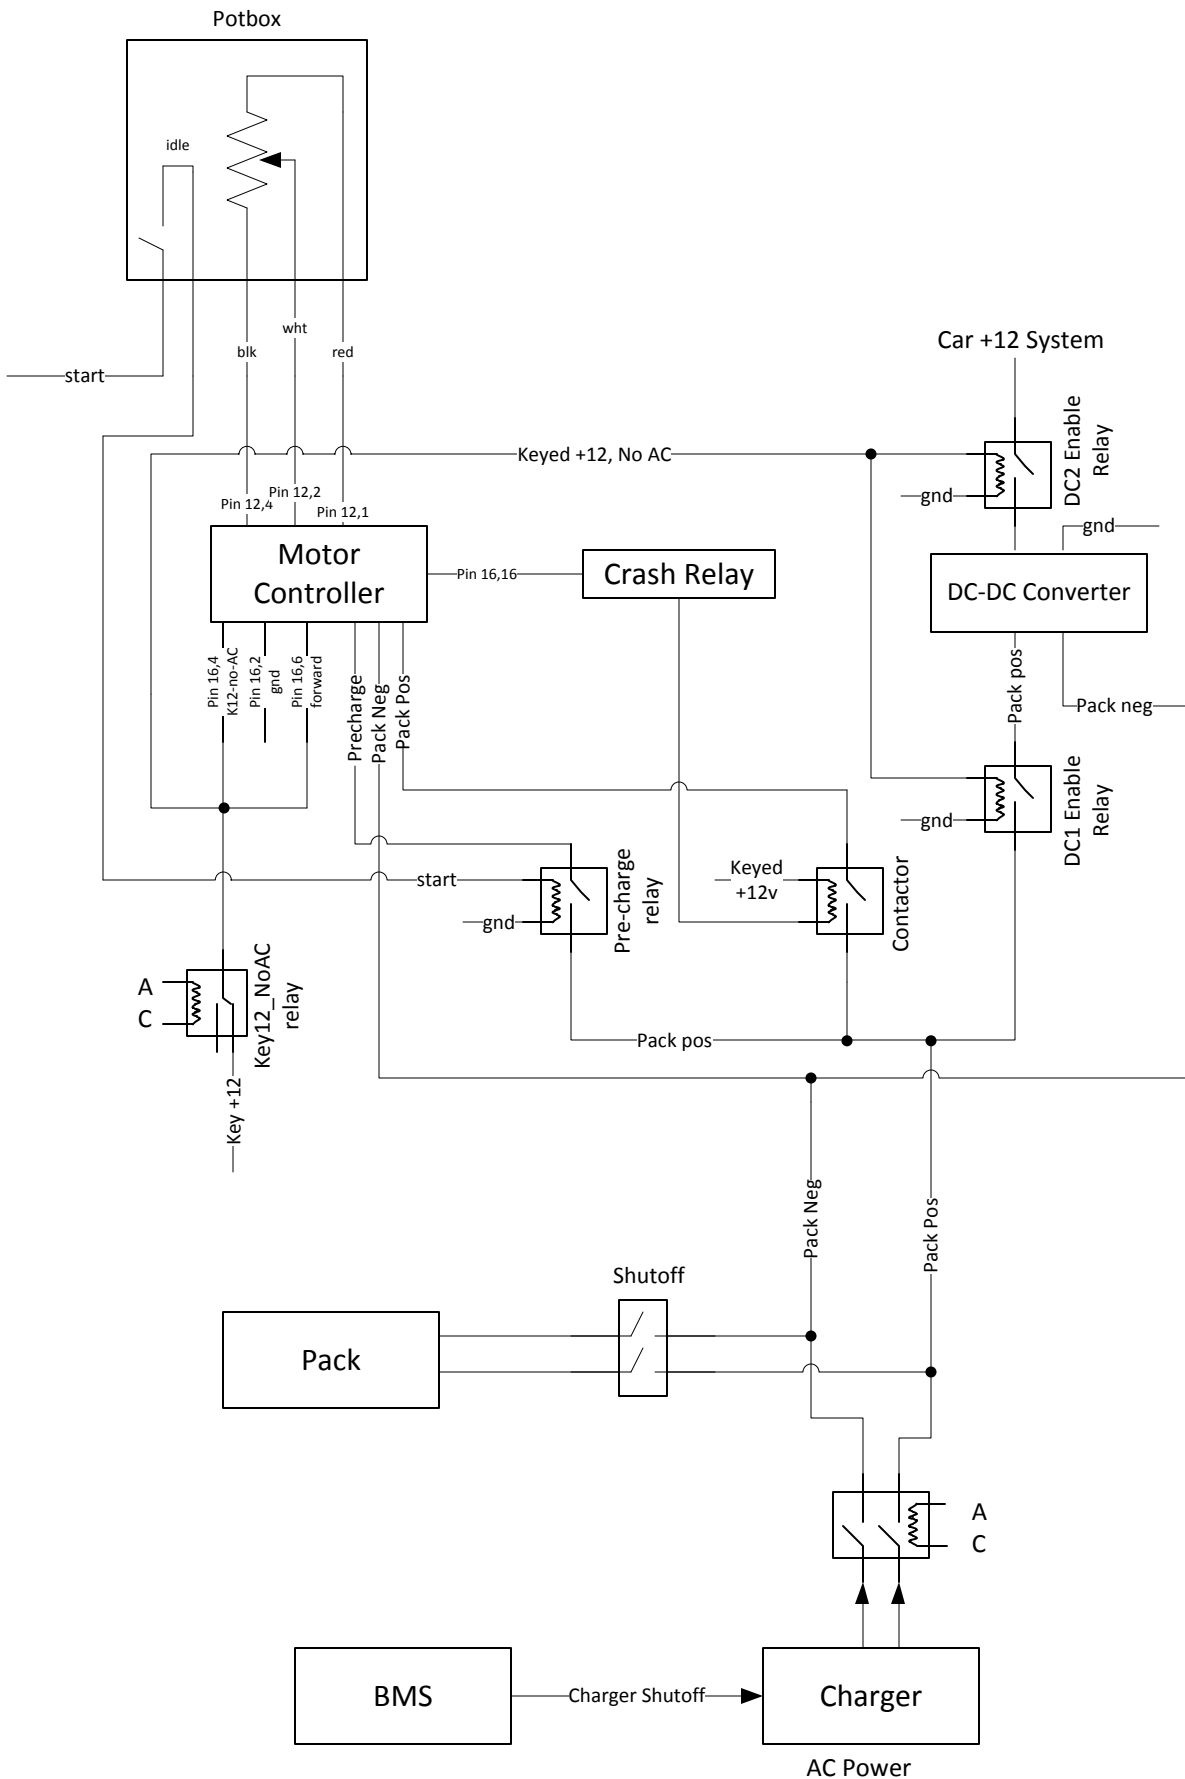 Potbox
idle
wht
blk
red
start
Car +12 System
DC2 Enable
Relay
Keyed +12, No AC
gnd
Pin 12,4
Pin 12,2
Pin 12,1
gnd
Motor
Controller
Pin 16,16
Crash Relay
DC-DC Converter
Pin 16,4
K12-no-AC
Pin 16,2
gnd
Pin 16,6
forward
Precharge
Pack Neg
Pack Pos
Pack pos
Pack neg
DC1 Enable
Relay
gnd
start
gnd
Pre-charge
relay
Keyed
+12v
Contactor
A
C
Key12_NoAC
relay
Key +12
Pack pos
Pack Neg
Pack Pos
Shutoff
Pack
A
C
BMS
Charger Shutoff
Charger
AC Power